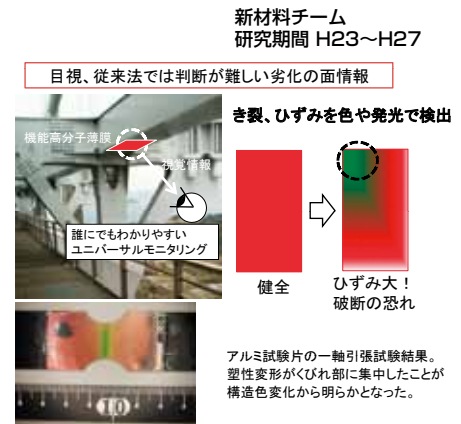 新材料チーム
研究期間 H23~H27
目視、従来法では判断が難しい劣化の面情報
機能高分子薄膜
視覚情報
誰にでもわかりやすい
ユニバーサルモニタリング
き裂、ひずみを色や発光で検出
健全
ひずみ大！
破断の恐れ
10
アルミ試験片の一軸引張試験結果。
塑性変形がくびれ部に集中したことが
構造色変化から明らかとなった。